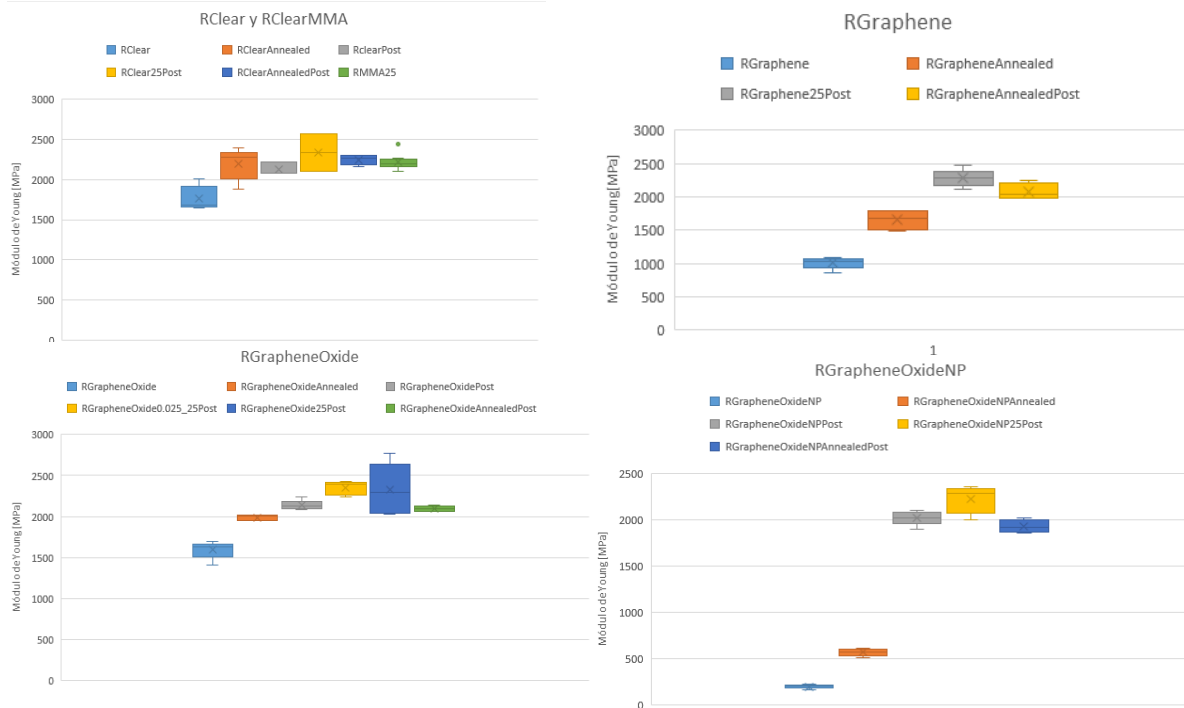 RClear y RClearMMA
RClear RClearAnnealed RclearPost
RClear25Post RClearAnnealedPost RMMA25
3000
2500
2000
1500
1000
500
0
Módulo de Young [MPa]
RGraphene
RGraphene RGrapheneAnnealed
RGraphene25Post RGrapheneAnnealedPost
3000
2500
2000
1500
1000
500
0
Módulo de Young [MPa]
1
RGrapheneOxide
RGrapheneOxide RGrapheneOxideAnnealed RGrapheneOxidePost
RGrapheneOxide0.025_25Post RGrapheneOxide25Post RGrapheneOxideAnnealedPost
3000
2500
2000
1500
1000
500
0
Módulo de Young [MPa]
RGrapheneOxideNP
RGrapheneOxideNP RGrapheneOxideNPAnnealed
RGrapheneOxideNPPost RGrapheneOxideNP25Post
RGrapheneOxideNPAnnealedPost
2500
2000
1500
1000
500
0
Módulo de Young [MPa]